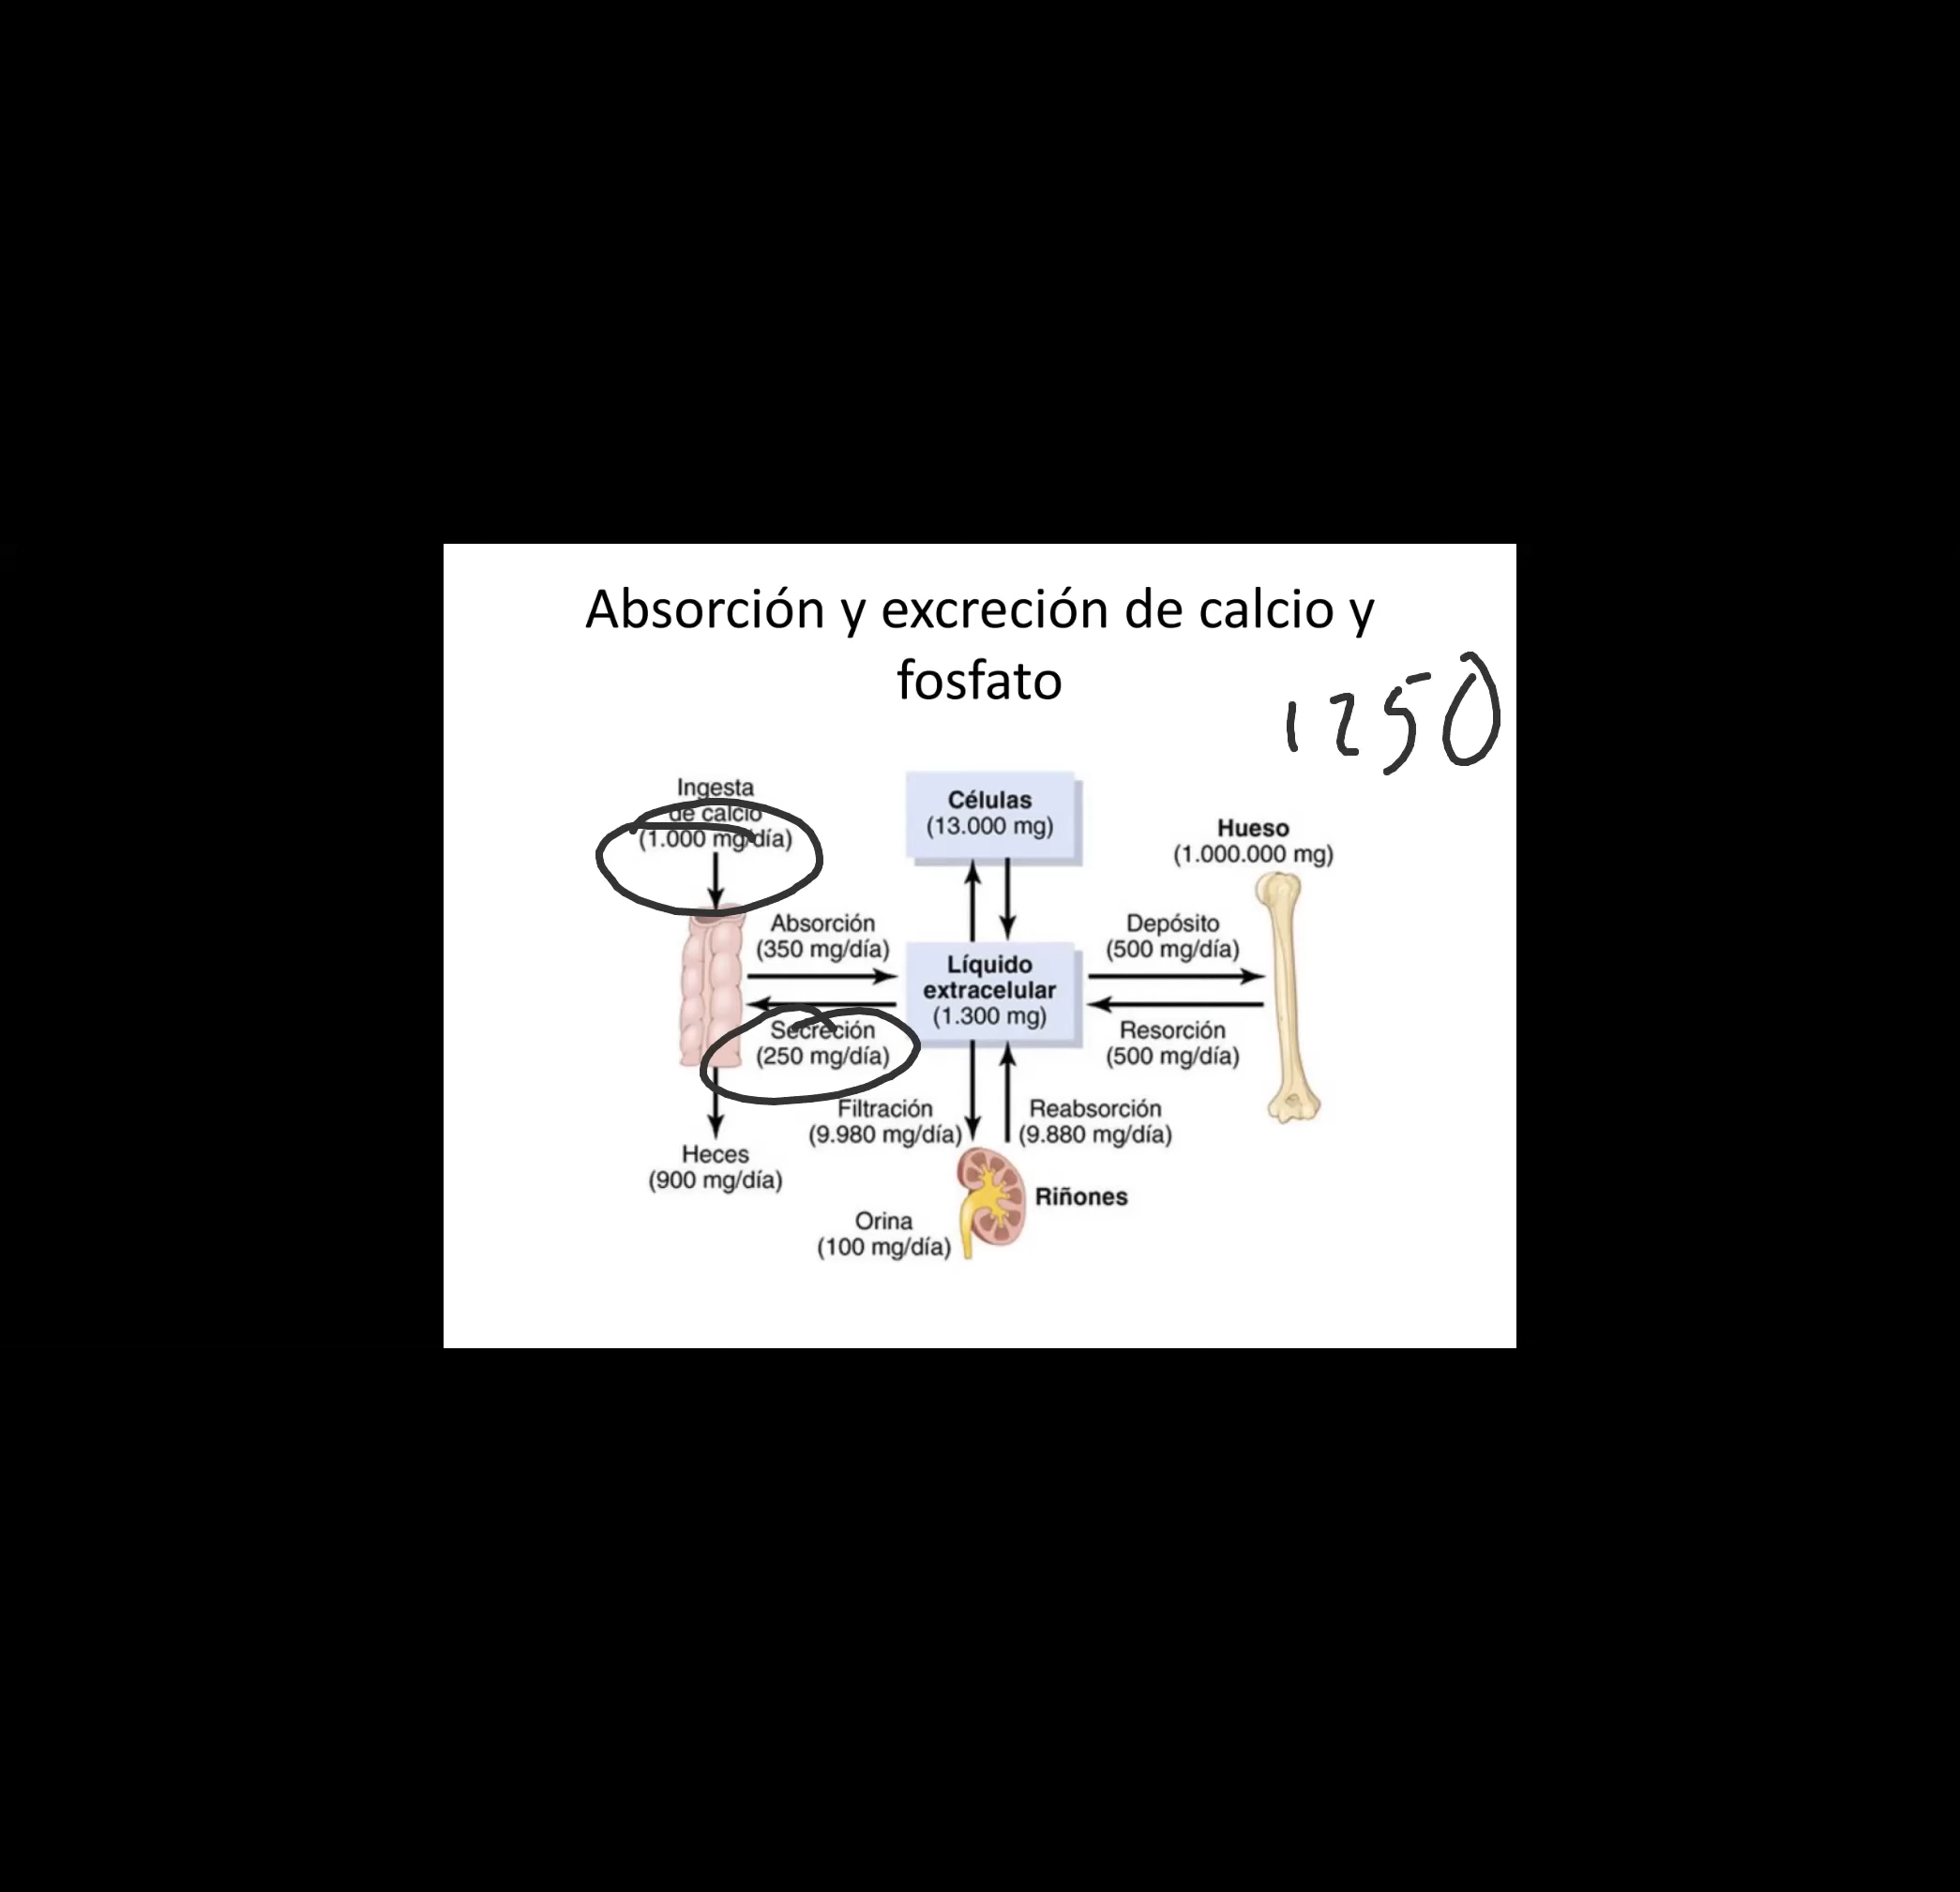 Absorción y excreción de calcio y
fosfato
1250
Ingesta
de calcio
(1.000 mg/día)
Células
(13.000 mg)
Hueso
(1.000.000 mg)
Absorción
(350 mg/día)
Líquido
extracelular
(1.300 mg)
Depósito
(500 mg/día)
Secreción
(250 mg/día)
Resorción
(500 mg/día)
Filtración
(9.980 mg/día)
Reabsorción
(9.880 mg/día)
Heces
(900 mg/día)
Riñones
Orina
(100 mg/día)